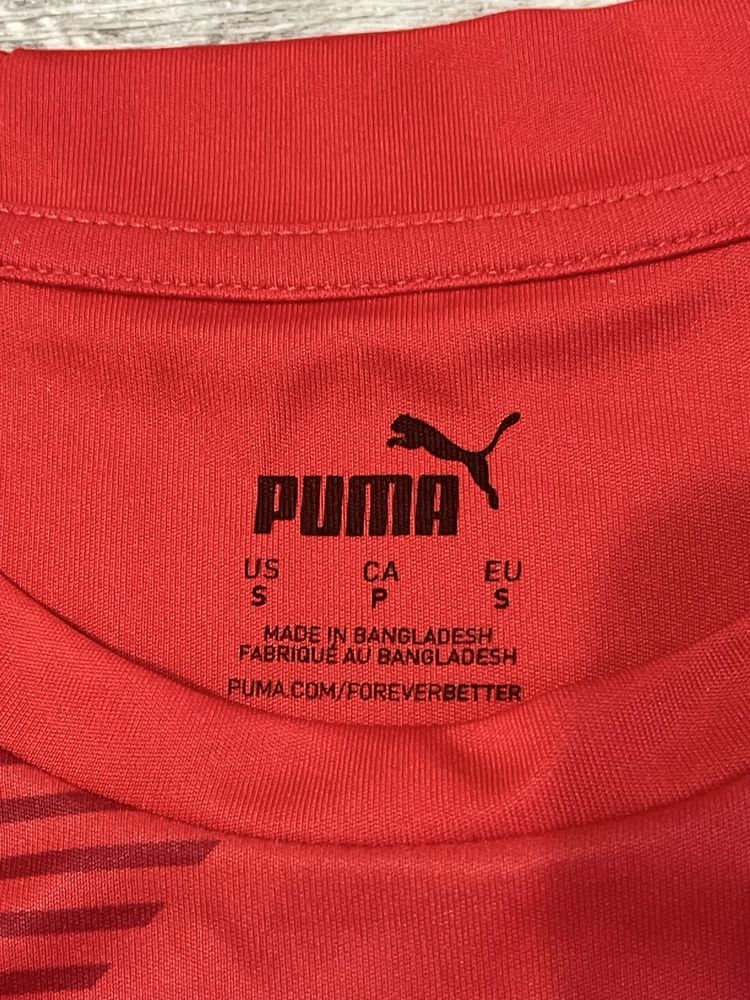 PUMA
US CA EU
S P S
MADE IN BANGLADESH
FABRIQUÉ AU BANGLADESH
PUMA.COM/FOREVERBETTER